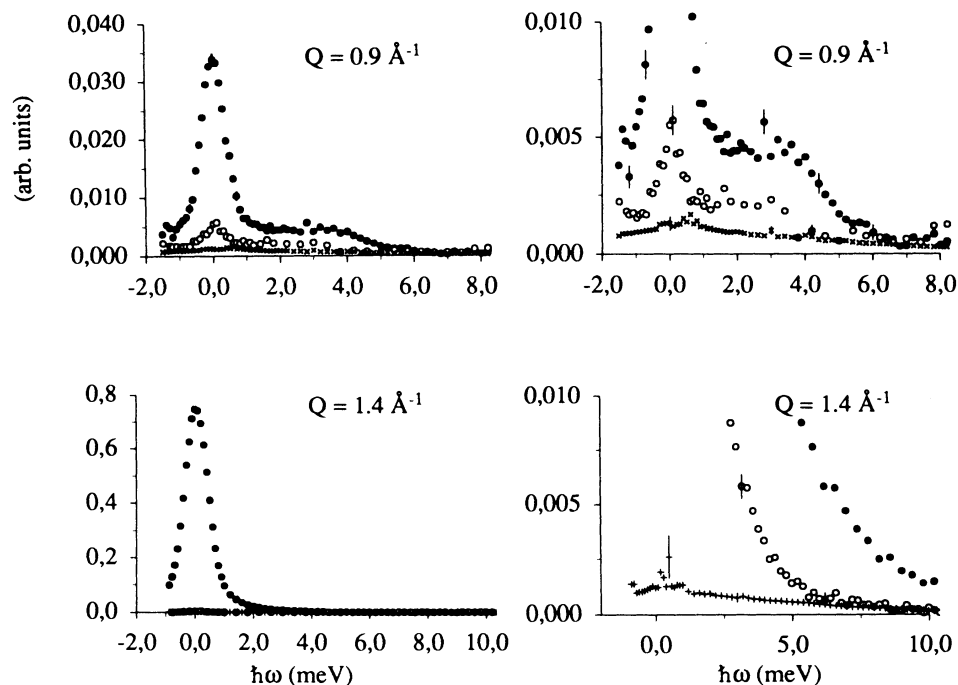 (arb. units)
0,040
0,030
0,020
0,010
0,000
-2,0 0,0 2,0 4,0 6,0 8,0
Q = 0.9 Å-1
0,010
0,005
0,000
-2,0 0,0 2,0 4,0 6,0 8,0
Q = 0.9 Å-1
0,8
0,6
0,4
0,2
0,0
-2,0 0,0 2,0 4,0 6,0 8,0 10,0
Q = 1.4 Å-1
ħω (meV)
0,010
0,005
0,000
0,0 5,0 10,0
Q = 1.4 Å-1
ħω (meV)